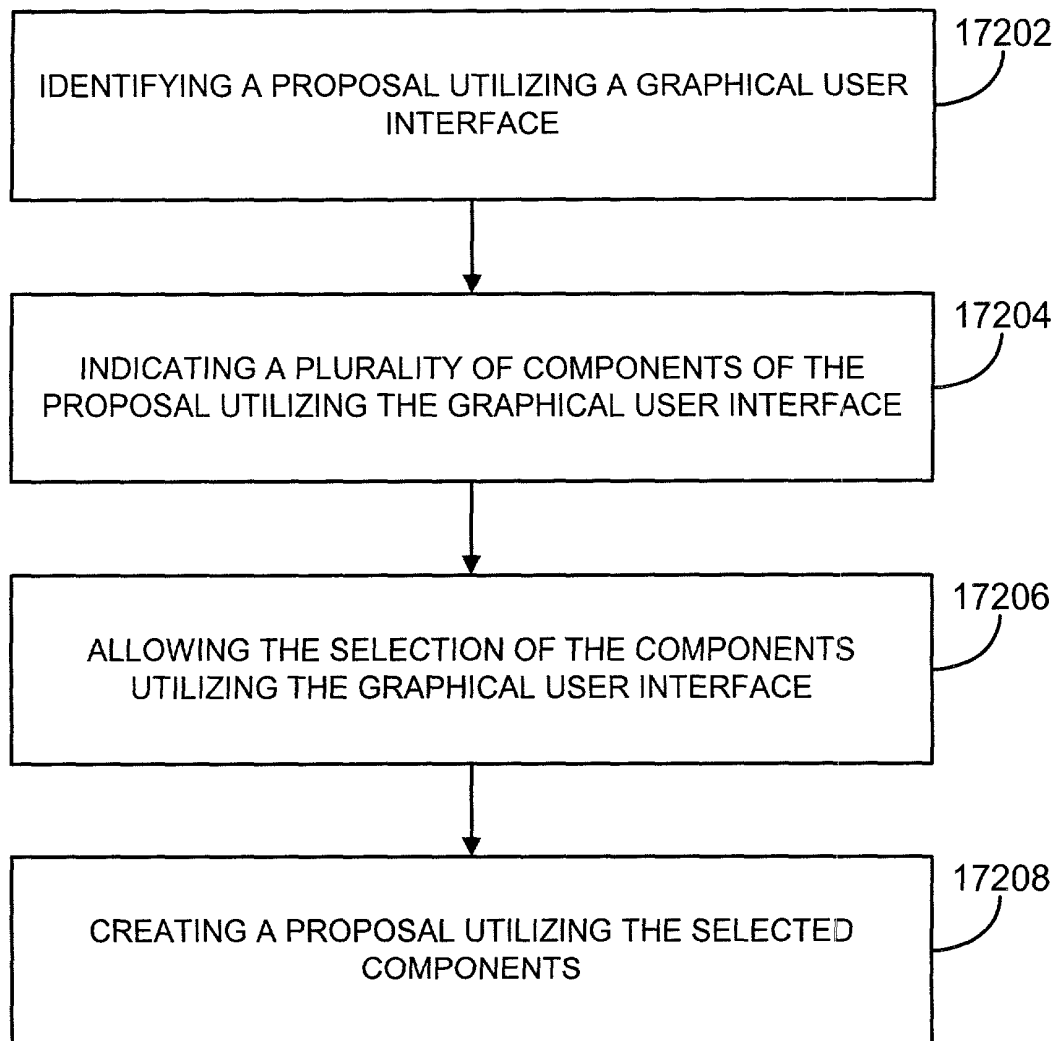 17202
IDENTIFYING A PROPOSAL UTILIZING A GRAPHICAL USER
INTERFACE
17204
INDICATING A PLURALITY OF COMPONENTS OF THE
PROPOSAL UTILIZING THE GRAPHICAL USER INTERFACE
17206
ALLOWING THE SELECTION OF THE COMPONENTS
UTILIZING THE GRAPHICAL USER INTERFACE
17208
CREATING A PROPOSAL UTILIZING THE SELECTED
COMPONENTS